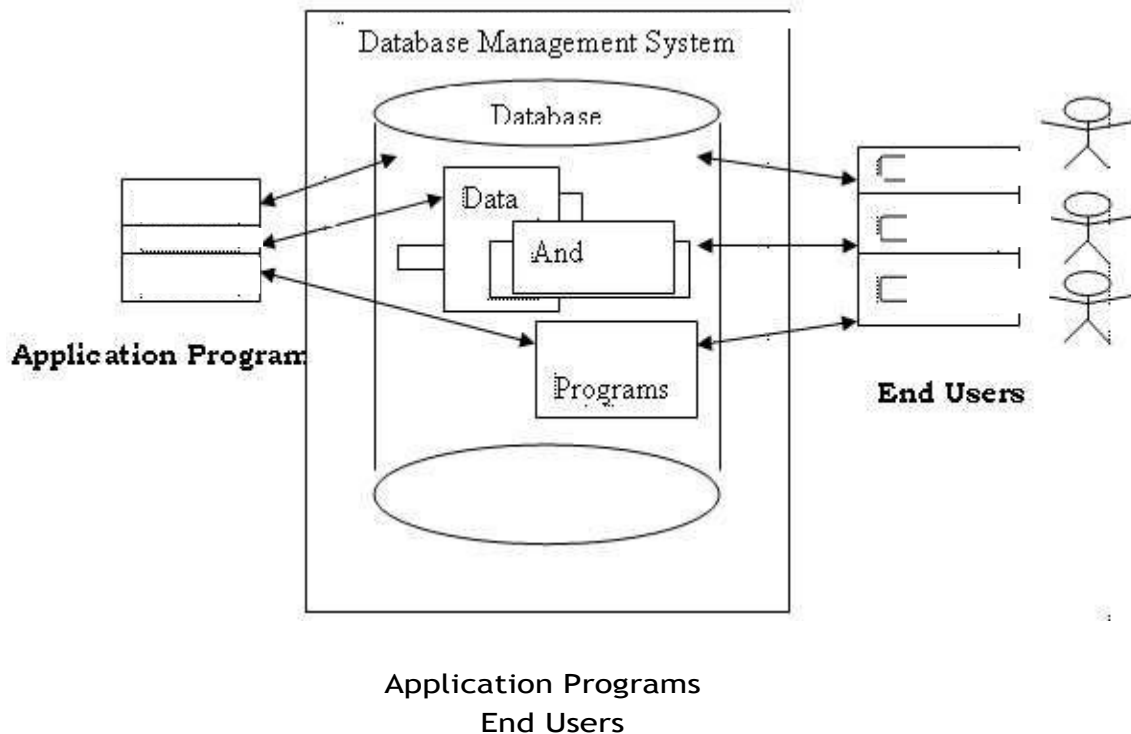 Database Management System
Database
Data
And
Programs
Application Program
End Users
Application Programs
End Users